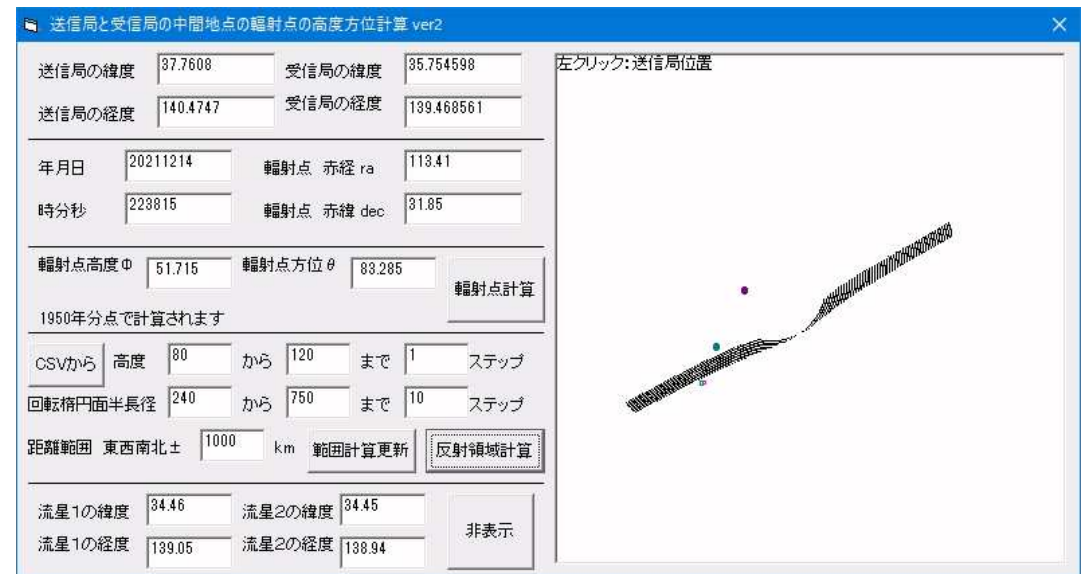 送信局と受信局の中間地点の輻射点の高度方位計算 ver2
送信局の緯度 37.7608 受信局の緯度 35.754598
送信局の経度 140.4747 受信局の経度 139.468561
年月日 20211214 輻射点 赤経 ra 113.41
時分秒 223815 輻射点 赤緯 dec 31.85
輻射点高度Φ 51.715 輻射点方位θ 83.285 輻射点計算
1950年分点で計算されます
CSVから 高度 80 から 120 まで 1 ステップ
回転楕円面半長径 240 から 750 まで 10 ステップ
距離範囲 東西南北± 1000 km 範囲計算更新 反射領域計算
流星1の緯度 34.46 流星2の緯度 34.45 非表示
流星1の経度 139.05 流星2の経度 138.94
左クリック:送信局位置